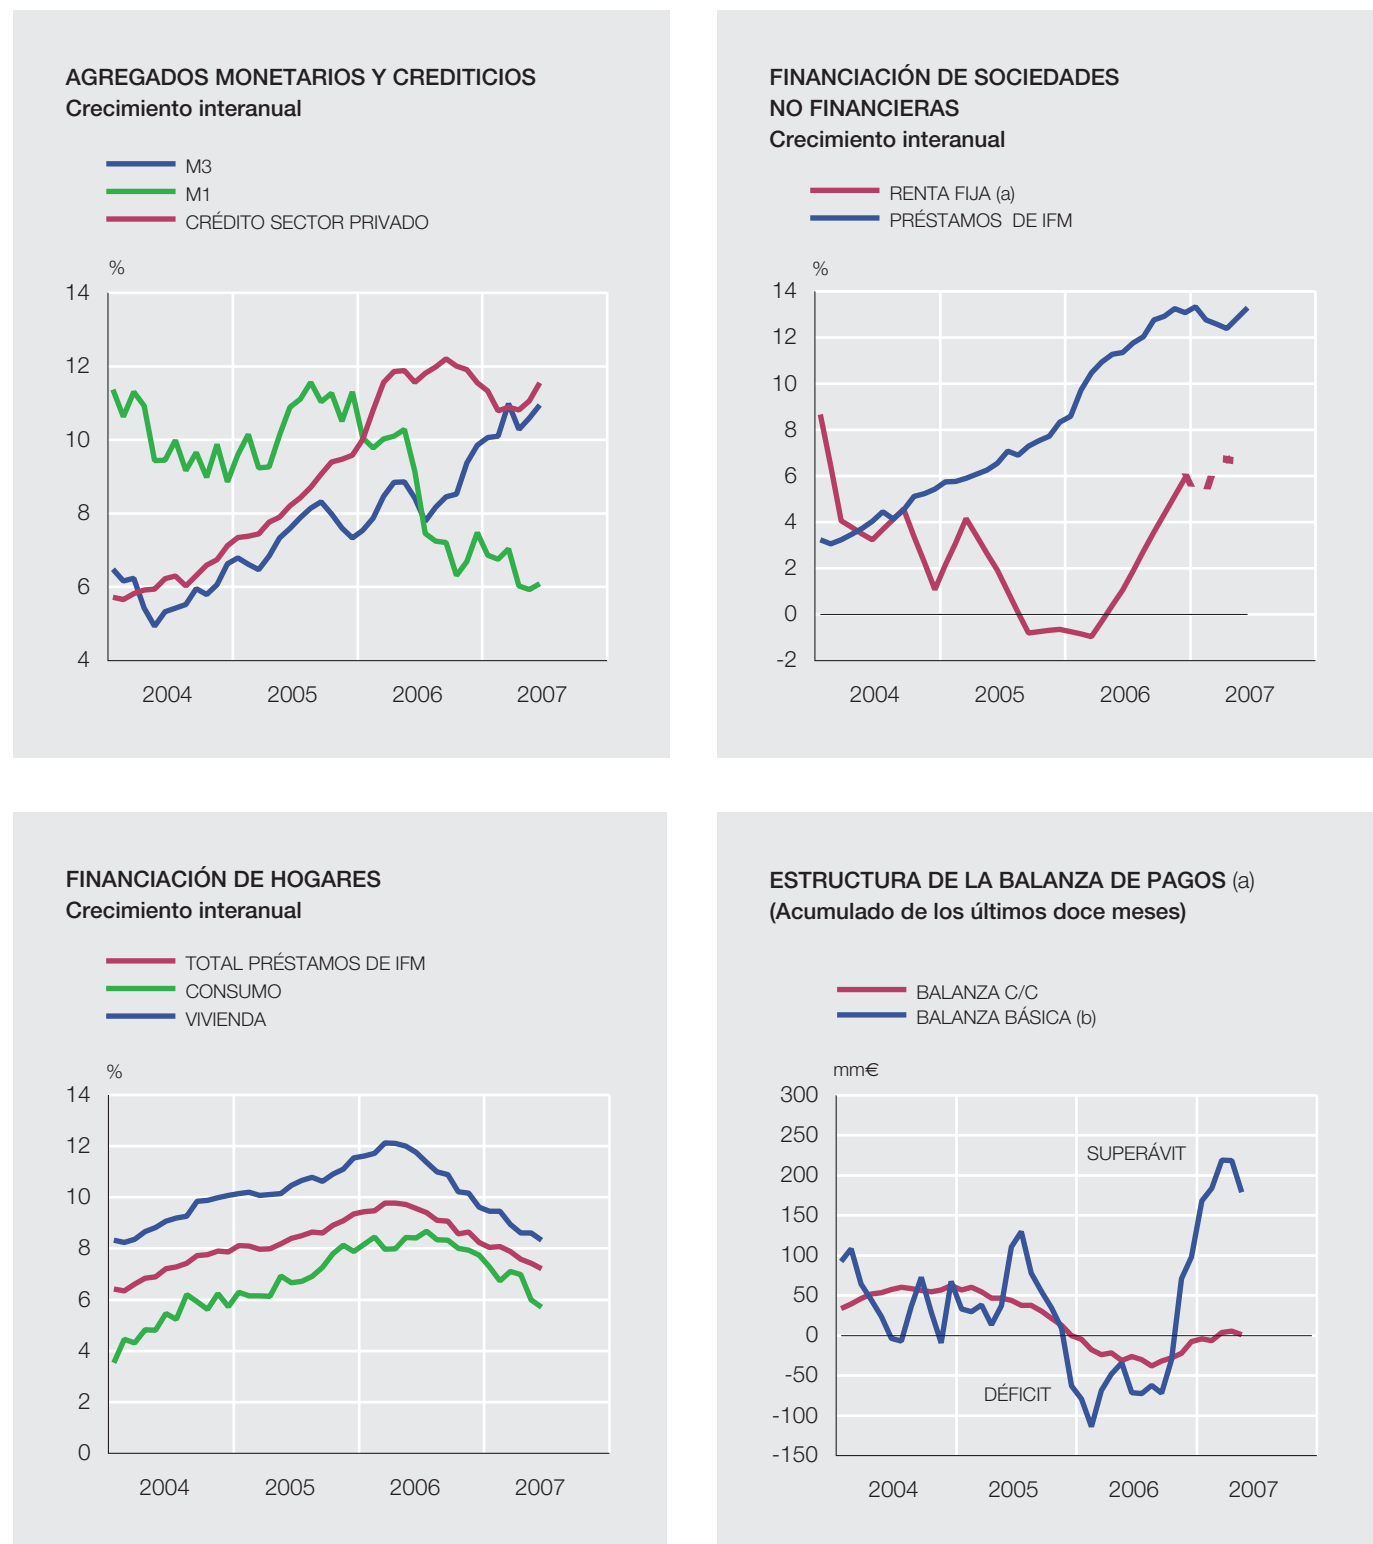 AGREGADOS MONETARIOS Y CREDITICIOS
Crecimiento interanual
M3
M1
CRÉDITO SECTOR PRIVADO
%
14
12
10
8
6
4
2004 2005 2006 2007
FINANCIACIÓN DE SOCIEDADES
NO FINANCIERAS
Crecimiento interanual
RENTA FIJA (a)
PRÉSTAMOS DE IFM
%
14
12
10
8
6
4
2
0
-2
2004 2005 2006 2007
FINANCIACIÓN DE HOGARES
Crecimiento interanual
TOTAL PRÉSTAMOS DE IFM
CONSUMO
VIVIENDA
%
14
12
10
8
6
4
2
0
2004 2005 2006 2007
ESTRUCTURA DE LA BALANZA DE PAGOS (a)
(Acumulado de los últimos doce meses)
BALANZA C/C
BALANZA BÁSICA (b)
mm€
300
250
SUPERÁVIT
200
150
100
50
0
-50
DÉFICIT
-100
-150
2004 2005 2006 2007